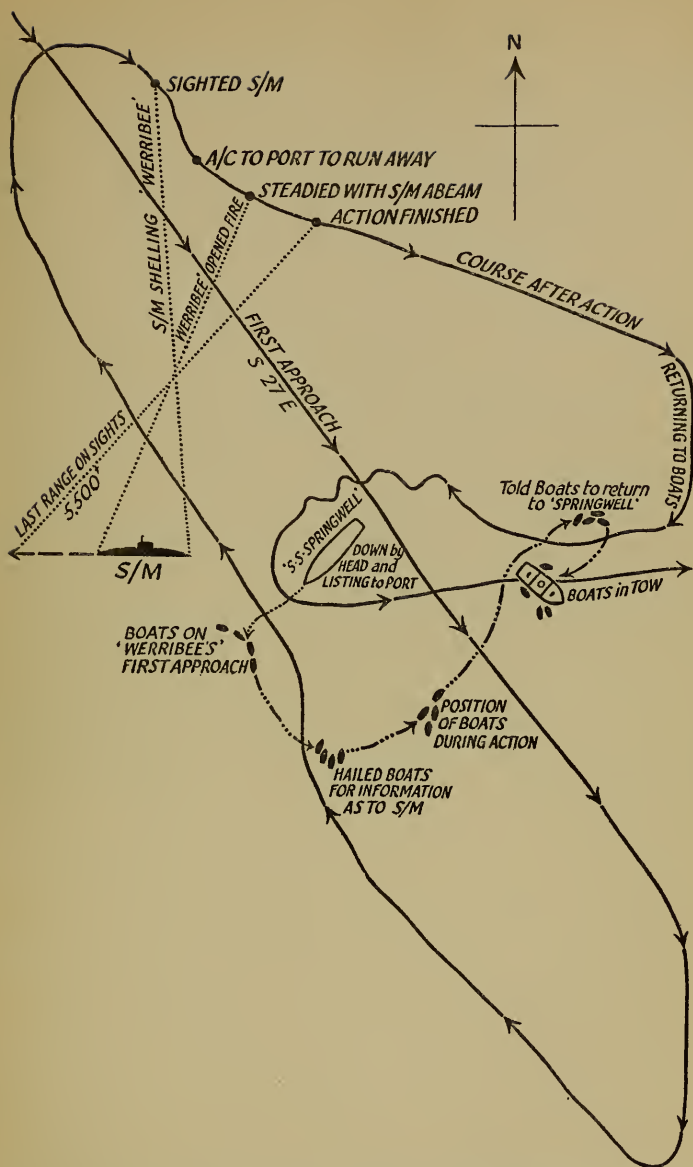 N
SIGHTED S/M
A/C TO PORT TO RUN AWAY
STEADIED WITH S/M ABEAM
ACTION FINISHED
S/M SHELLING 'WERRIBEE'
'WERRIBEE' OPENED FIRE
COURSE AFTER ACTION
FIRST APPROACH
S 27 E
RETURNING TO BOATS
LAST RANGE ON SIGHTS
5,500'
S/M
'S·S·SPRINGWELL'
DOWN by
HEAD and
LISTING to PORT
Told Boats to return
to 'SPRINGWELL'
BOATS in TOW
BOATS ON
'WERRIBEE'S'
FIRST APPROACH
POSITION
OF BOATS
DURING ACTION
HAILED BOATS
FOR INFORMATION
AS TO S/M